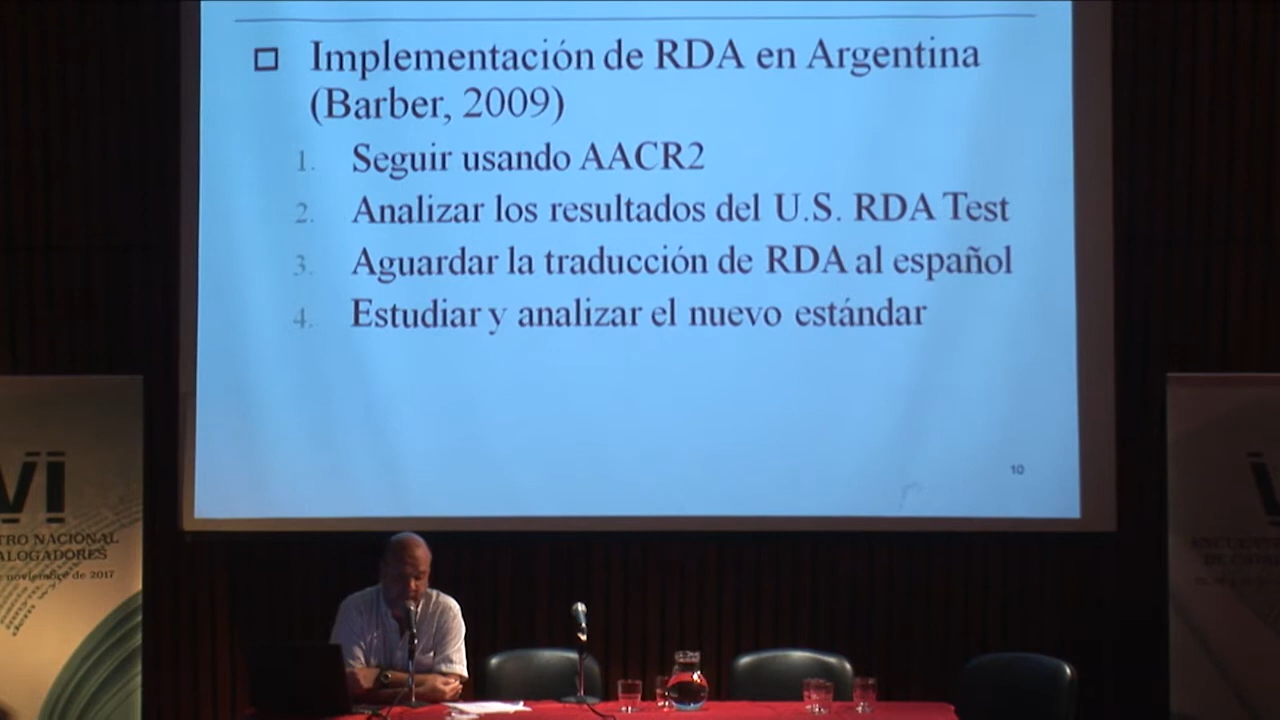 Implementación de RDA en Argentina
(Barber, 2009)
1. Seguir usando AACR2
2. Analizar los resultados del U.S. RDA Test
3. Aguardar la traducción de RDA al español
4. Estudiar y analizar el nuevo estándar
10
VI
TRO NACIONAL
ALOGADORES
noviembre de 2017